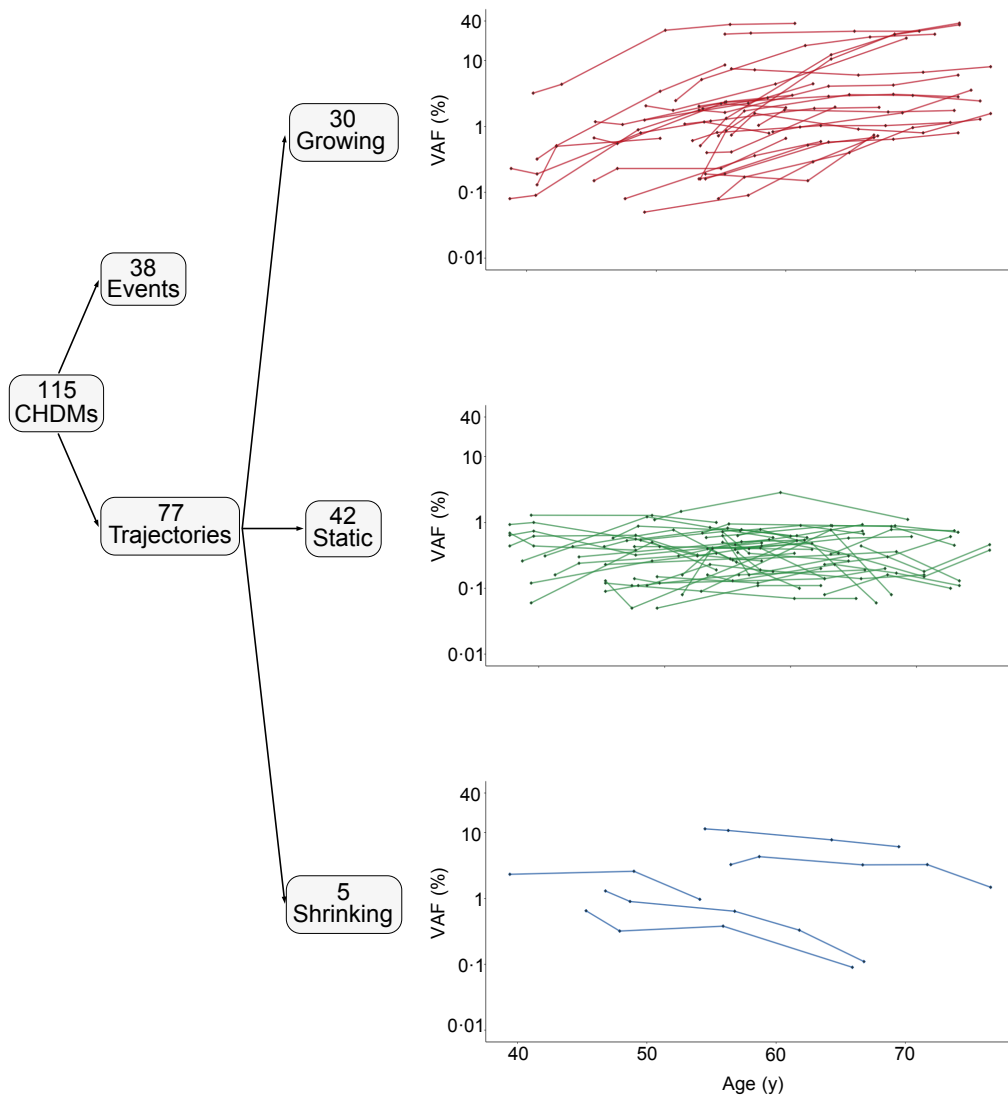 115
CHDMs
38
Events
77
Trajectories
30
Growing
42
Static
5
Shrinking
VAF (%)
40
10
1
0·1
0·01
VAF (%)
40
10
1
0·1
0·01
VAF (%)
40
10
1
0·1
0·01
40 50 60 70
Age (y)